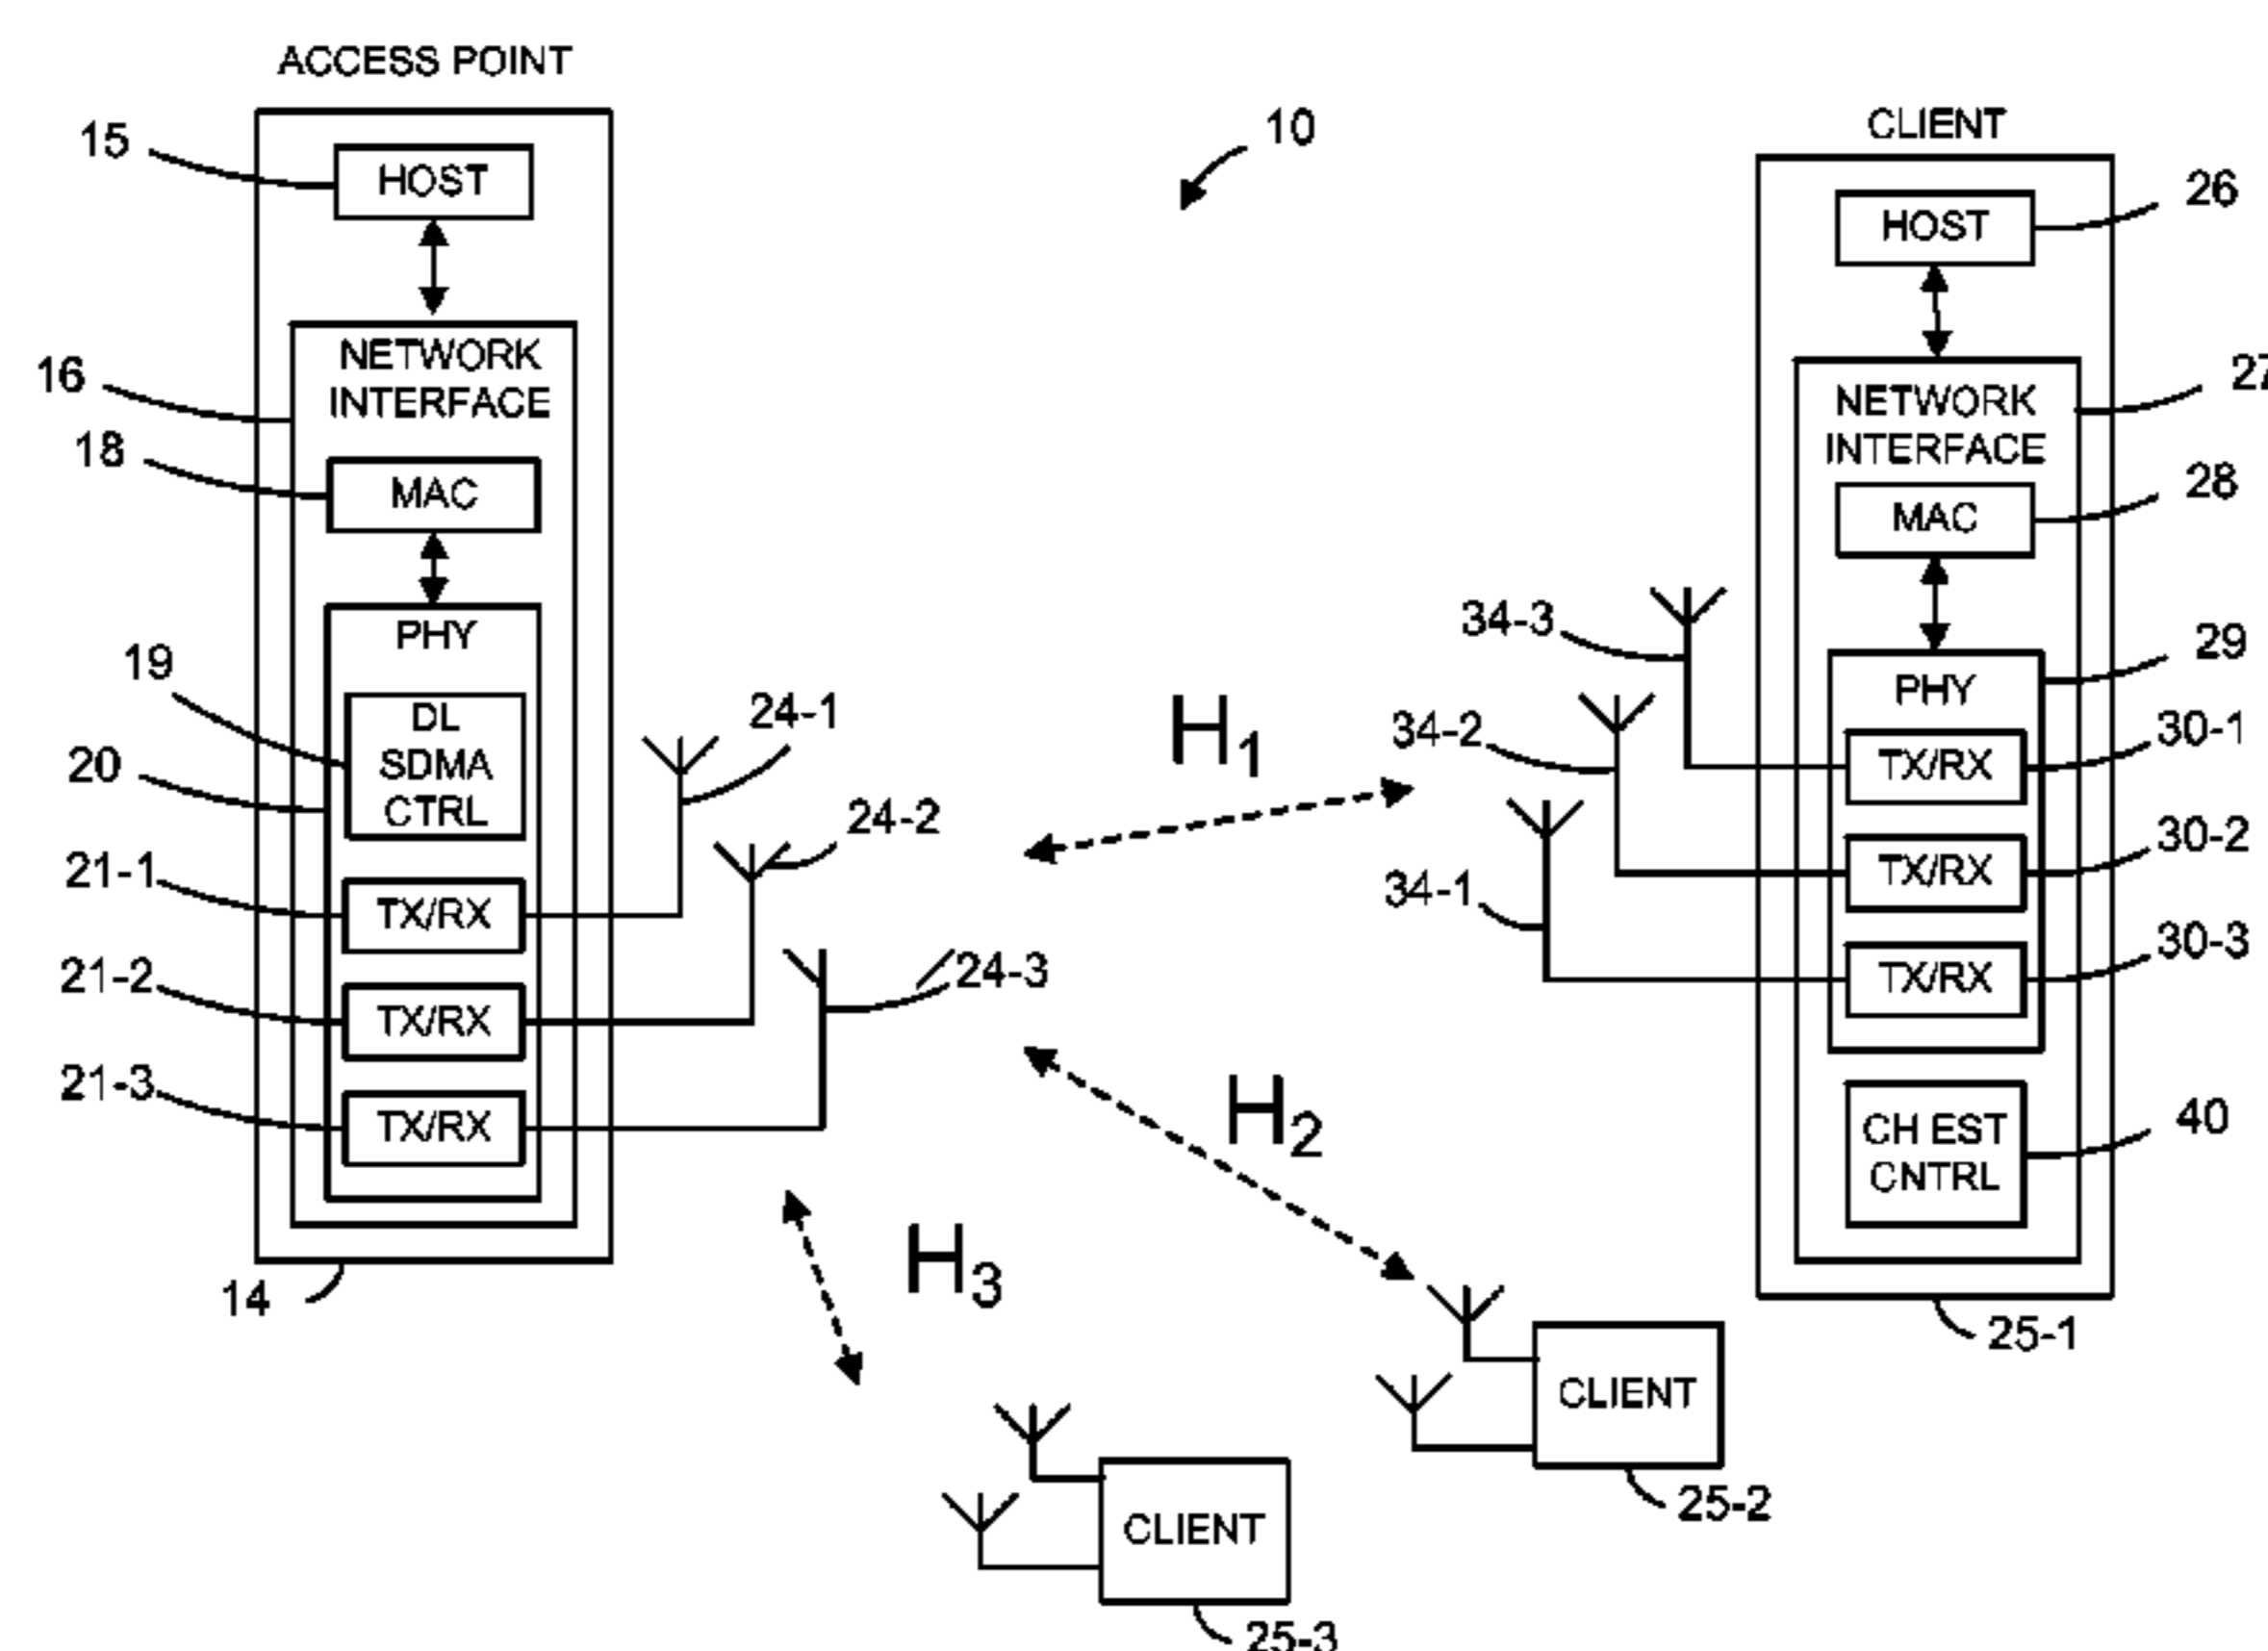 ACCESS POINT
15
HOST
16
NETWORK
INTERFACE
18
MAC
PHY
19
DL
SDMA
CTRL
20
21-1
TX/RX
21-2
TX/RX
21-3
TX/RX
14
24-1
24-2
24-3
10
H1
H2
H3
CLIENT
HOST
26
NETWORK
INTERFACE
27
MAC
28
PHY
29
34-3
34-2
34-1
TX/RX
30-1
TX/RX
30-2
TX/RX
30-3
CH EST
CNTRL
40
25-1
CLIENT
25-2
CLIENT
25-3